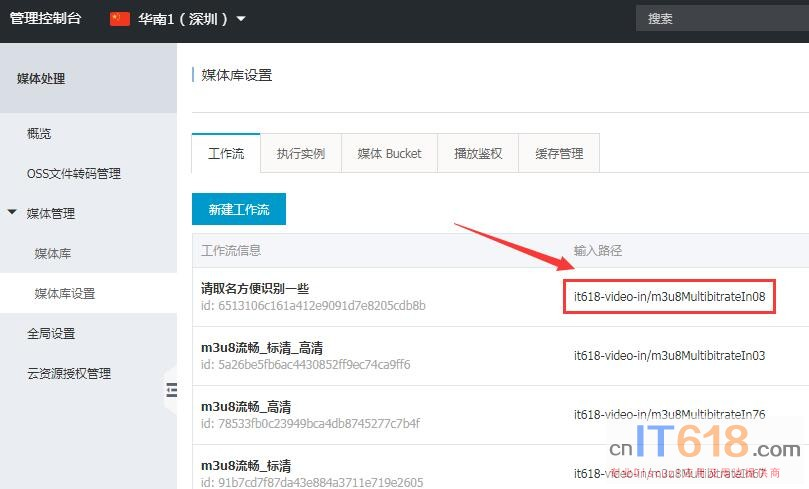 管理控制台 华南1（深圳） 搜索
媒体处理
概览
OSS文件转码管理
媒体管理
媒体库
媒体库设置
全局设置
云资源授权管理
媒体库设置
工作流 执行实例 媒体 Bucket 播放鉴权 缓存管理
新建工作流
工作流信息 输入路径
请取名方便识别一些
id: 6513106c161a412e9091d7e8205cdb8b
it618-video-in/m3u8MultibitrateIn08
m3u8流畅_标清_高清
id: 5a26be5fb6ac4430852ff9ec74ca9ff6
it618-video-in/m3u8MultibitrateIn03
m3u8流畅_高清
id: 78533fb0c23949bca4db8745277c7b4f
it618-video-in/m3u8MultibitrateIn76
m3u8流畅_标清
id: 91b7cd7f87da43e884a3711e719e2605
it618-video-in/m3u8MultibitrateIn67
cnIT618.com